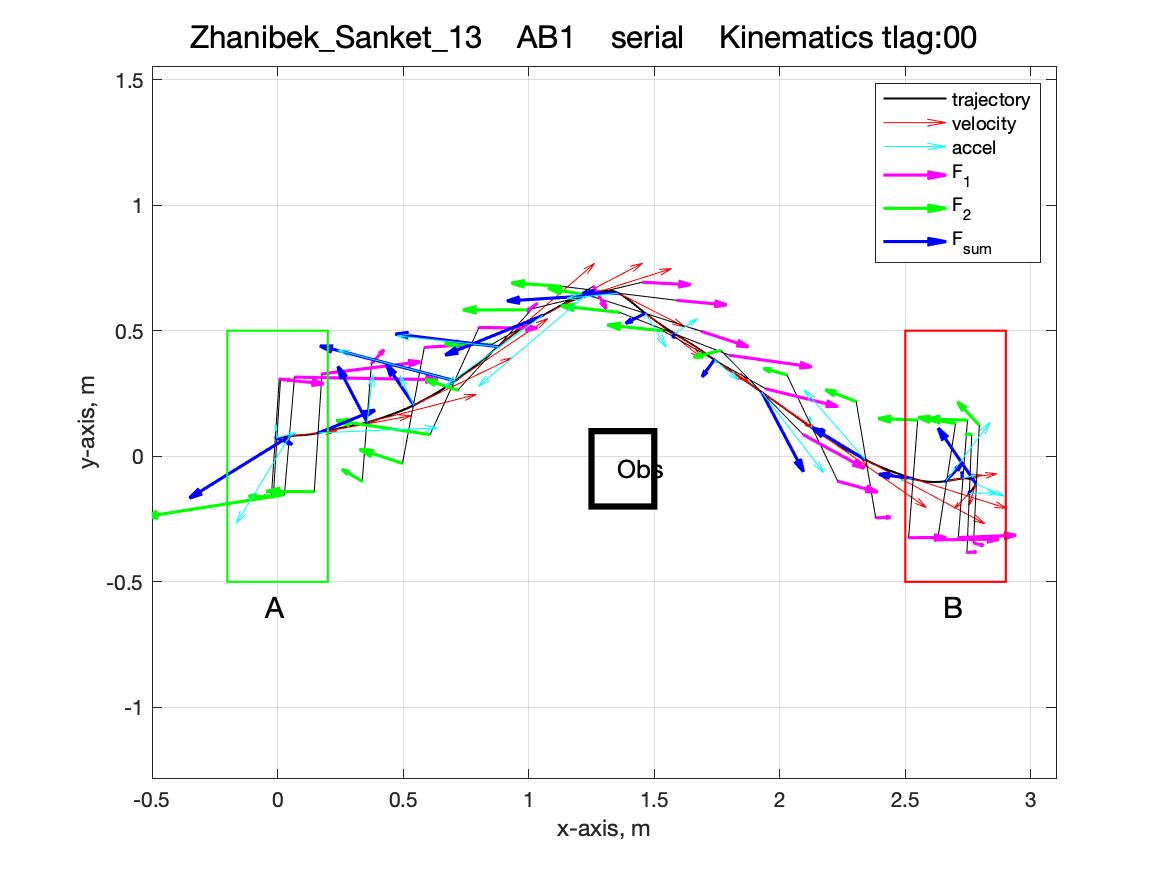 Zhanibek_Sanket_13 AB1 serial Kinematics tlag:00
1.5
1
0.5
0
-0.5
-1
y-axis, m
trajectory
velocity
accel
F1
F2
Fsum
Obs
A
B
-0.5 0 0.5 1 1.5 2 2.5 3
x-axis, m